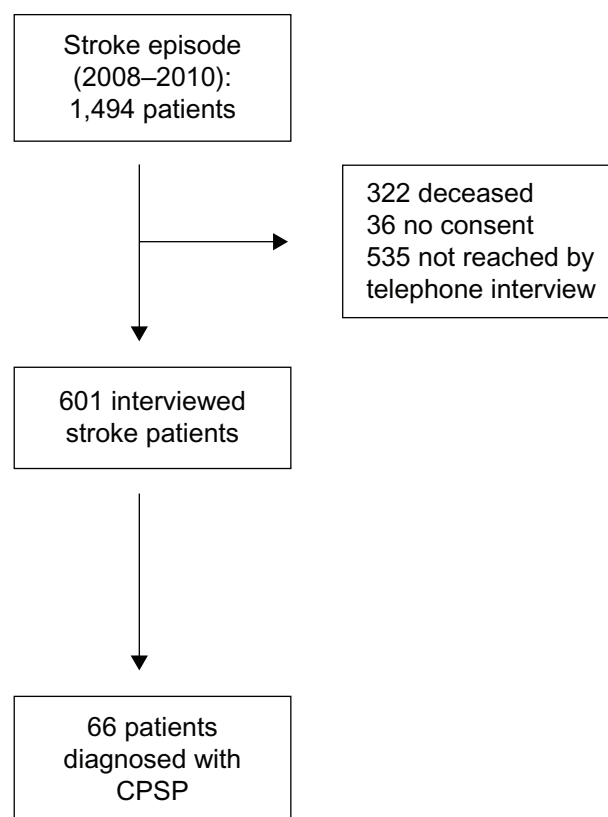 Stroke episode
(2008–2010):
1,494 patients
322 deceased
36 no consent
535 not reached by
telephone interview
601 interviewed
stroke patients
66 patients
diagnosed with
CPSP